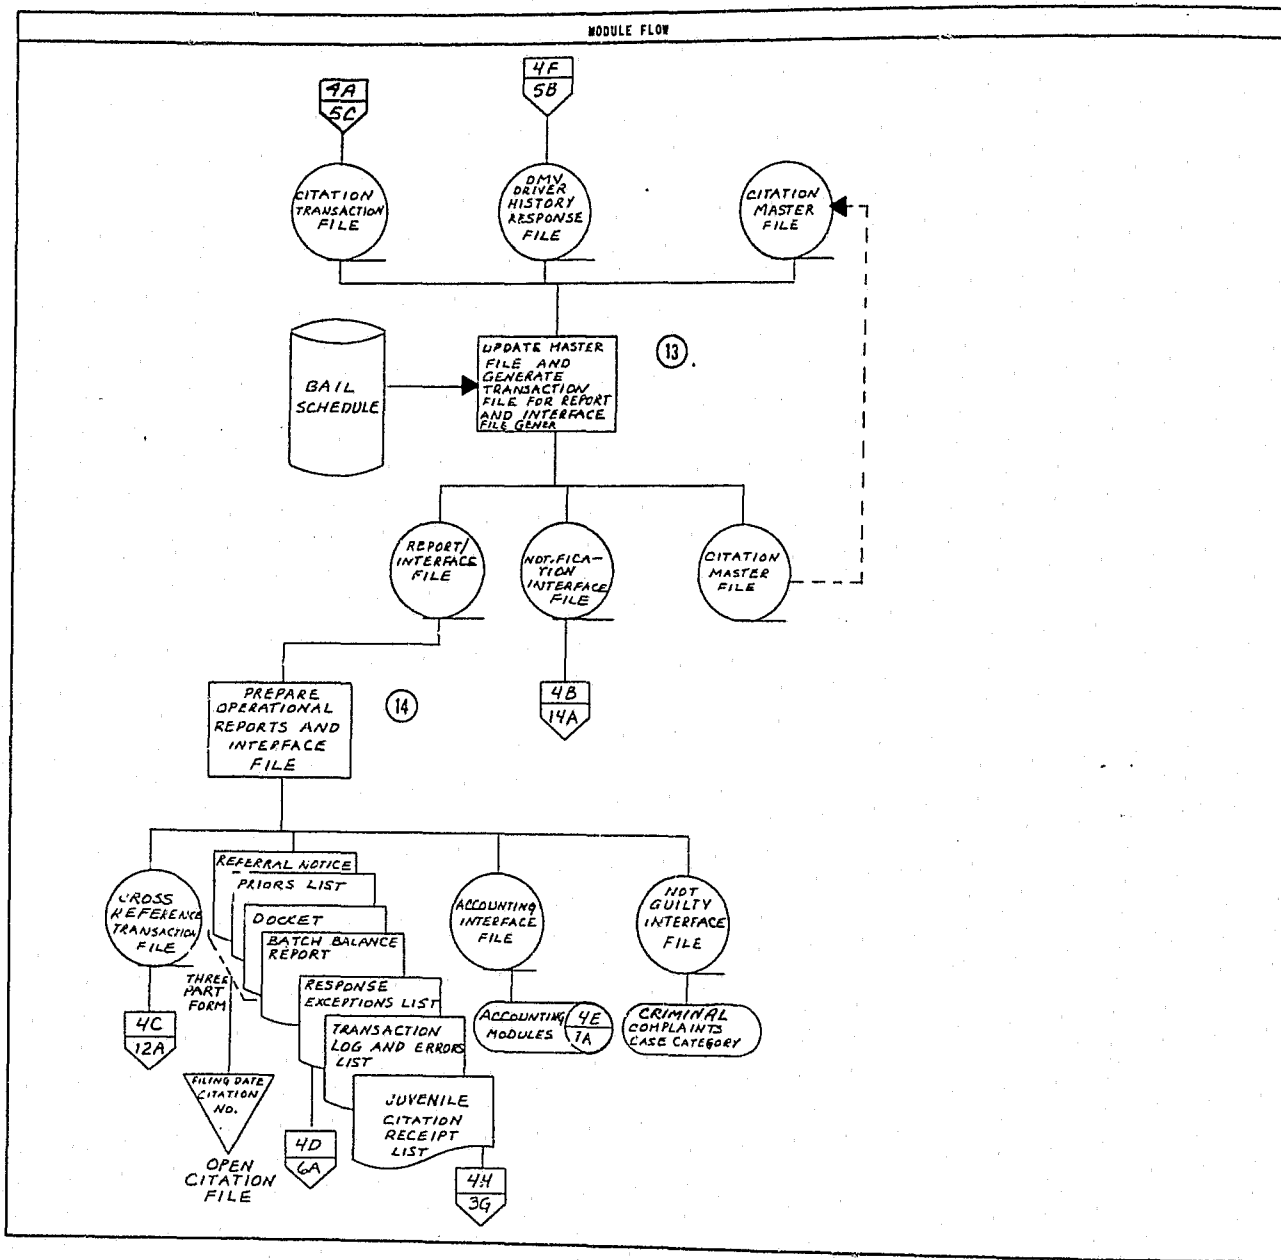 MODULE FLOW
4A
5C
4F
5B
CITATION
TRANSACTION
FILE
DMV
DRIVER
HISTORY
RESPONSE
FILE
CITATION
MASTER
FILE
BAIL
SCHEDULE
UPDATE MASTER
FILE AND
GENERATE
TRANSACTION
FILE FOR REPORT
AND INTERFACE
FILE GENER
13
REPORT/
INTERFACE
FILE
NOTIFICA-
TION
INTERFACE
FILE
CITATION
MASTER
FILE
PREPARE
OPERATIONAL
REPORTS AND
INTERFACE
FILE
14
4B
14A
CROSS
REFERENCE
TRANSACTION
FILE
REFERRAL NOTICE
PRIORS LIST
DOCKET
BATCH BALANCE
REPORT
RESPONSE
EXCEPTIONS LIST
TRANSACTION
LOG AND ERRORS
LIST
JUVENILE
CITATION
RECEIPT
LIST
ACCOUNTING
INTERFACE
FILE
NOT
GUILTY
INTERFACE
FILE
THREE
PART
FORM
4C
12A
ACCOUNTING
MODULES
4E
1A
CRIMINAL
COMPLAINTS
CASE CATEGORY
FILING DATE
CITATION
NO.
OPEN
CITATION
FILE
4D
6A
4H
3G